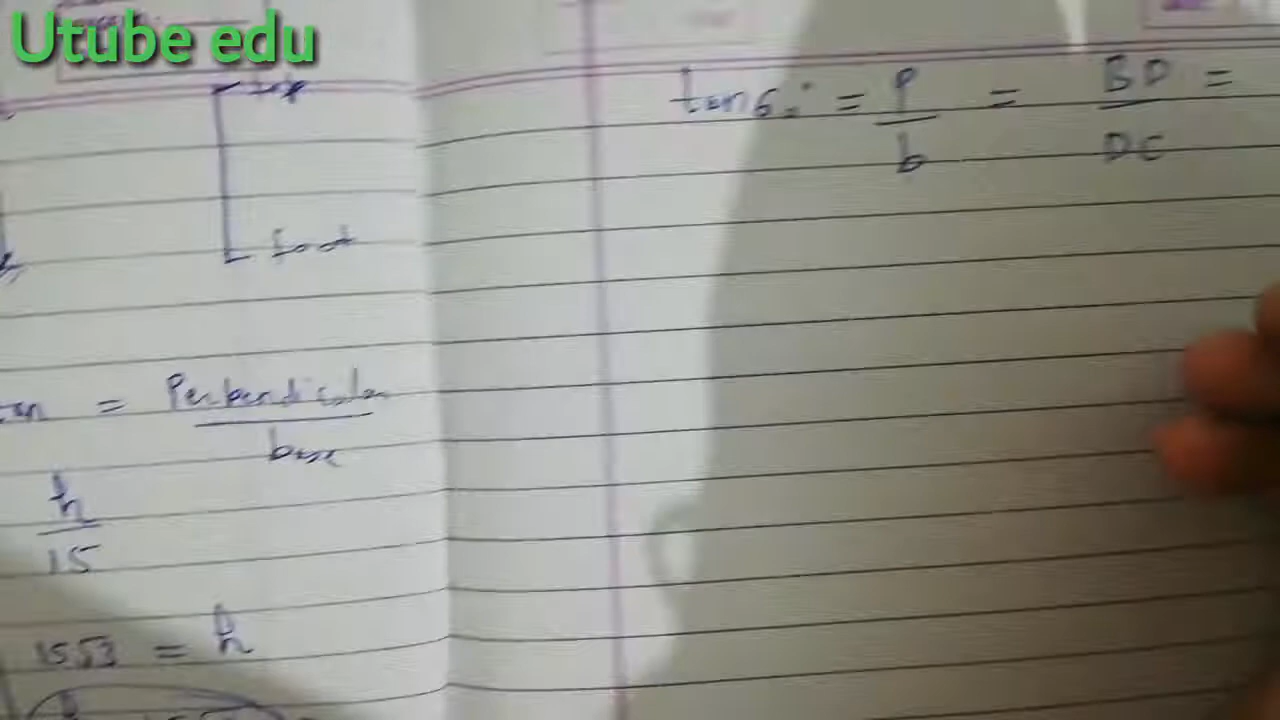 Utube edu
top
foot
tan = Perpendicular
base
h
15
15√3 = h
tan 60° = P = BD =
b DC